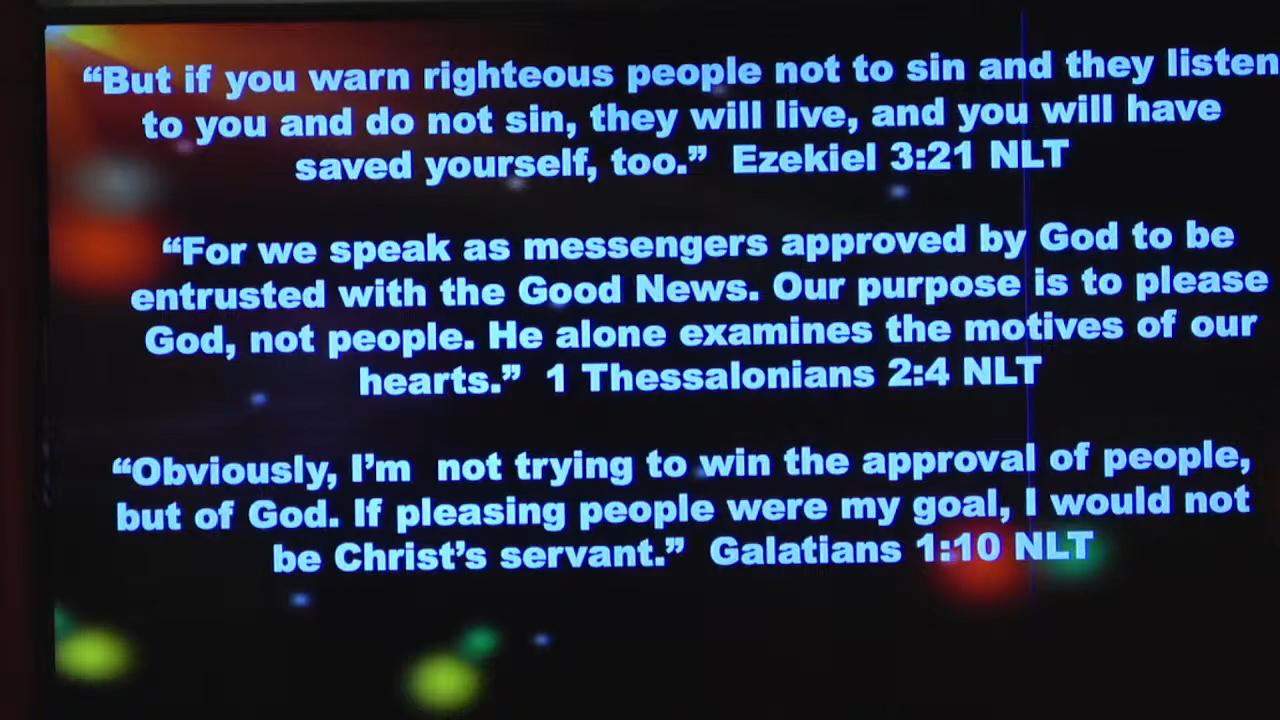 “But if you warn righteous people not to sin and they listen
to you and do not sin, they will live, and you will have
saved yourself, too.” Ezekiel 3:21 NLT
“For we speak as messengers approved by God to be
entrusted with the Good News. Our purpose is to please
God, not people. He alone examines the motives of our
hearts.” 1 Thessalonians 2:4 NLT
“Obviously, I’m not trying to win the approval of people,
but of God. If pleasing people were my goal, I would not
be Christ’s servant.” Galatians 1:10 NLT